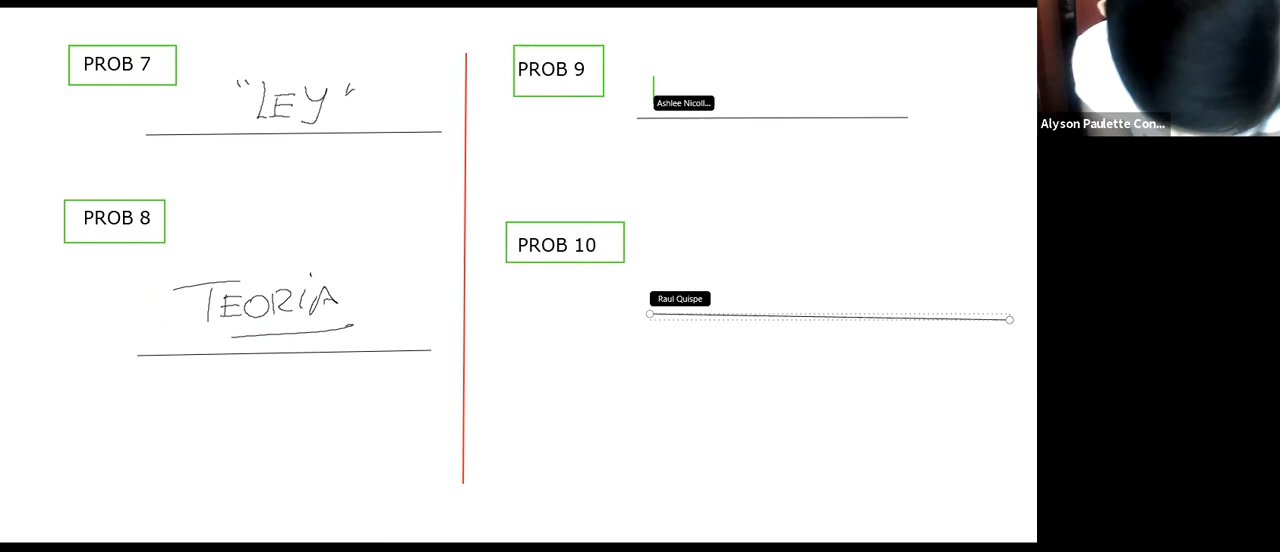 PROB 7
"LEY"
PROB 8
TEORIA
PROB 9
Ashlee Nicoll...
PROB 10
Raul Quispe
Alyson Paulette Con...